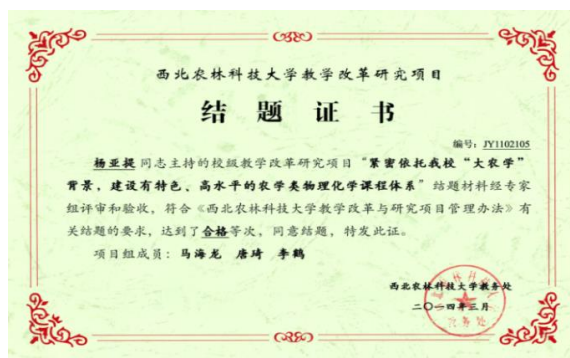 西北农林科技大学教学改革研究项目
结 题 证 书
编号：JY1102105
杨亚提 同志主持的校级教学改革研究项目“紧密依托我校“大农学”
背景，建设有特色、高水平的农学类物理化学课程体系”结题材料经专家
组评审和验收，符合《西北农林科技大学教学改革与研究项目管理办法》有
关结题的要求，达到了合格等次，同意结题，特发此证。
项目组成员：马海龙 唐琦 李鹤
西北农林科技大学教务处
二〇一四年三月